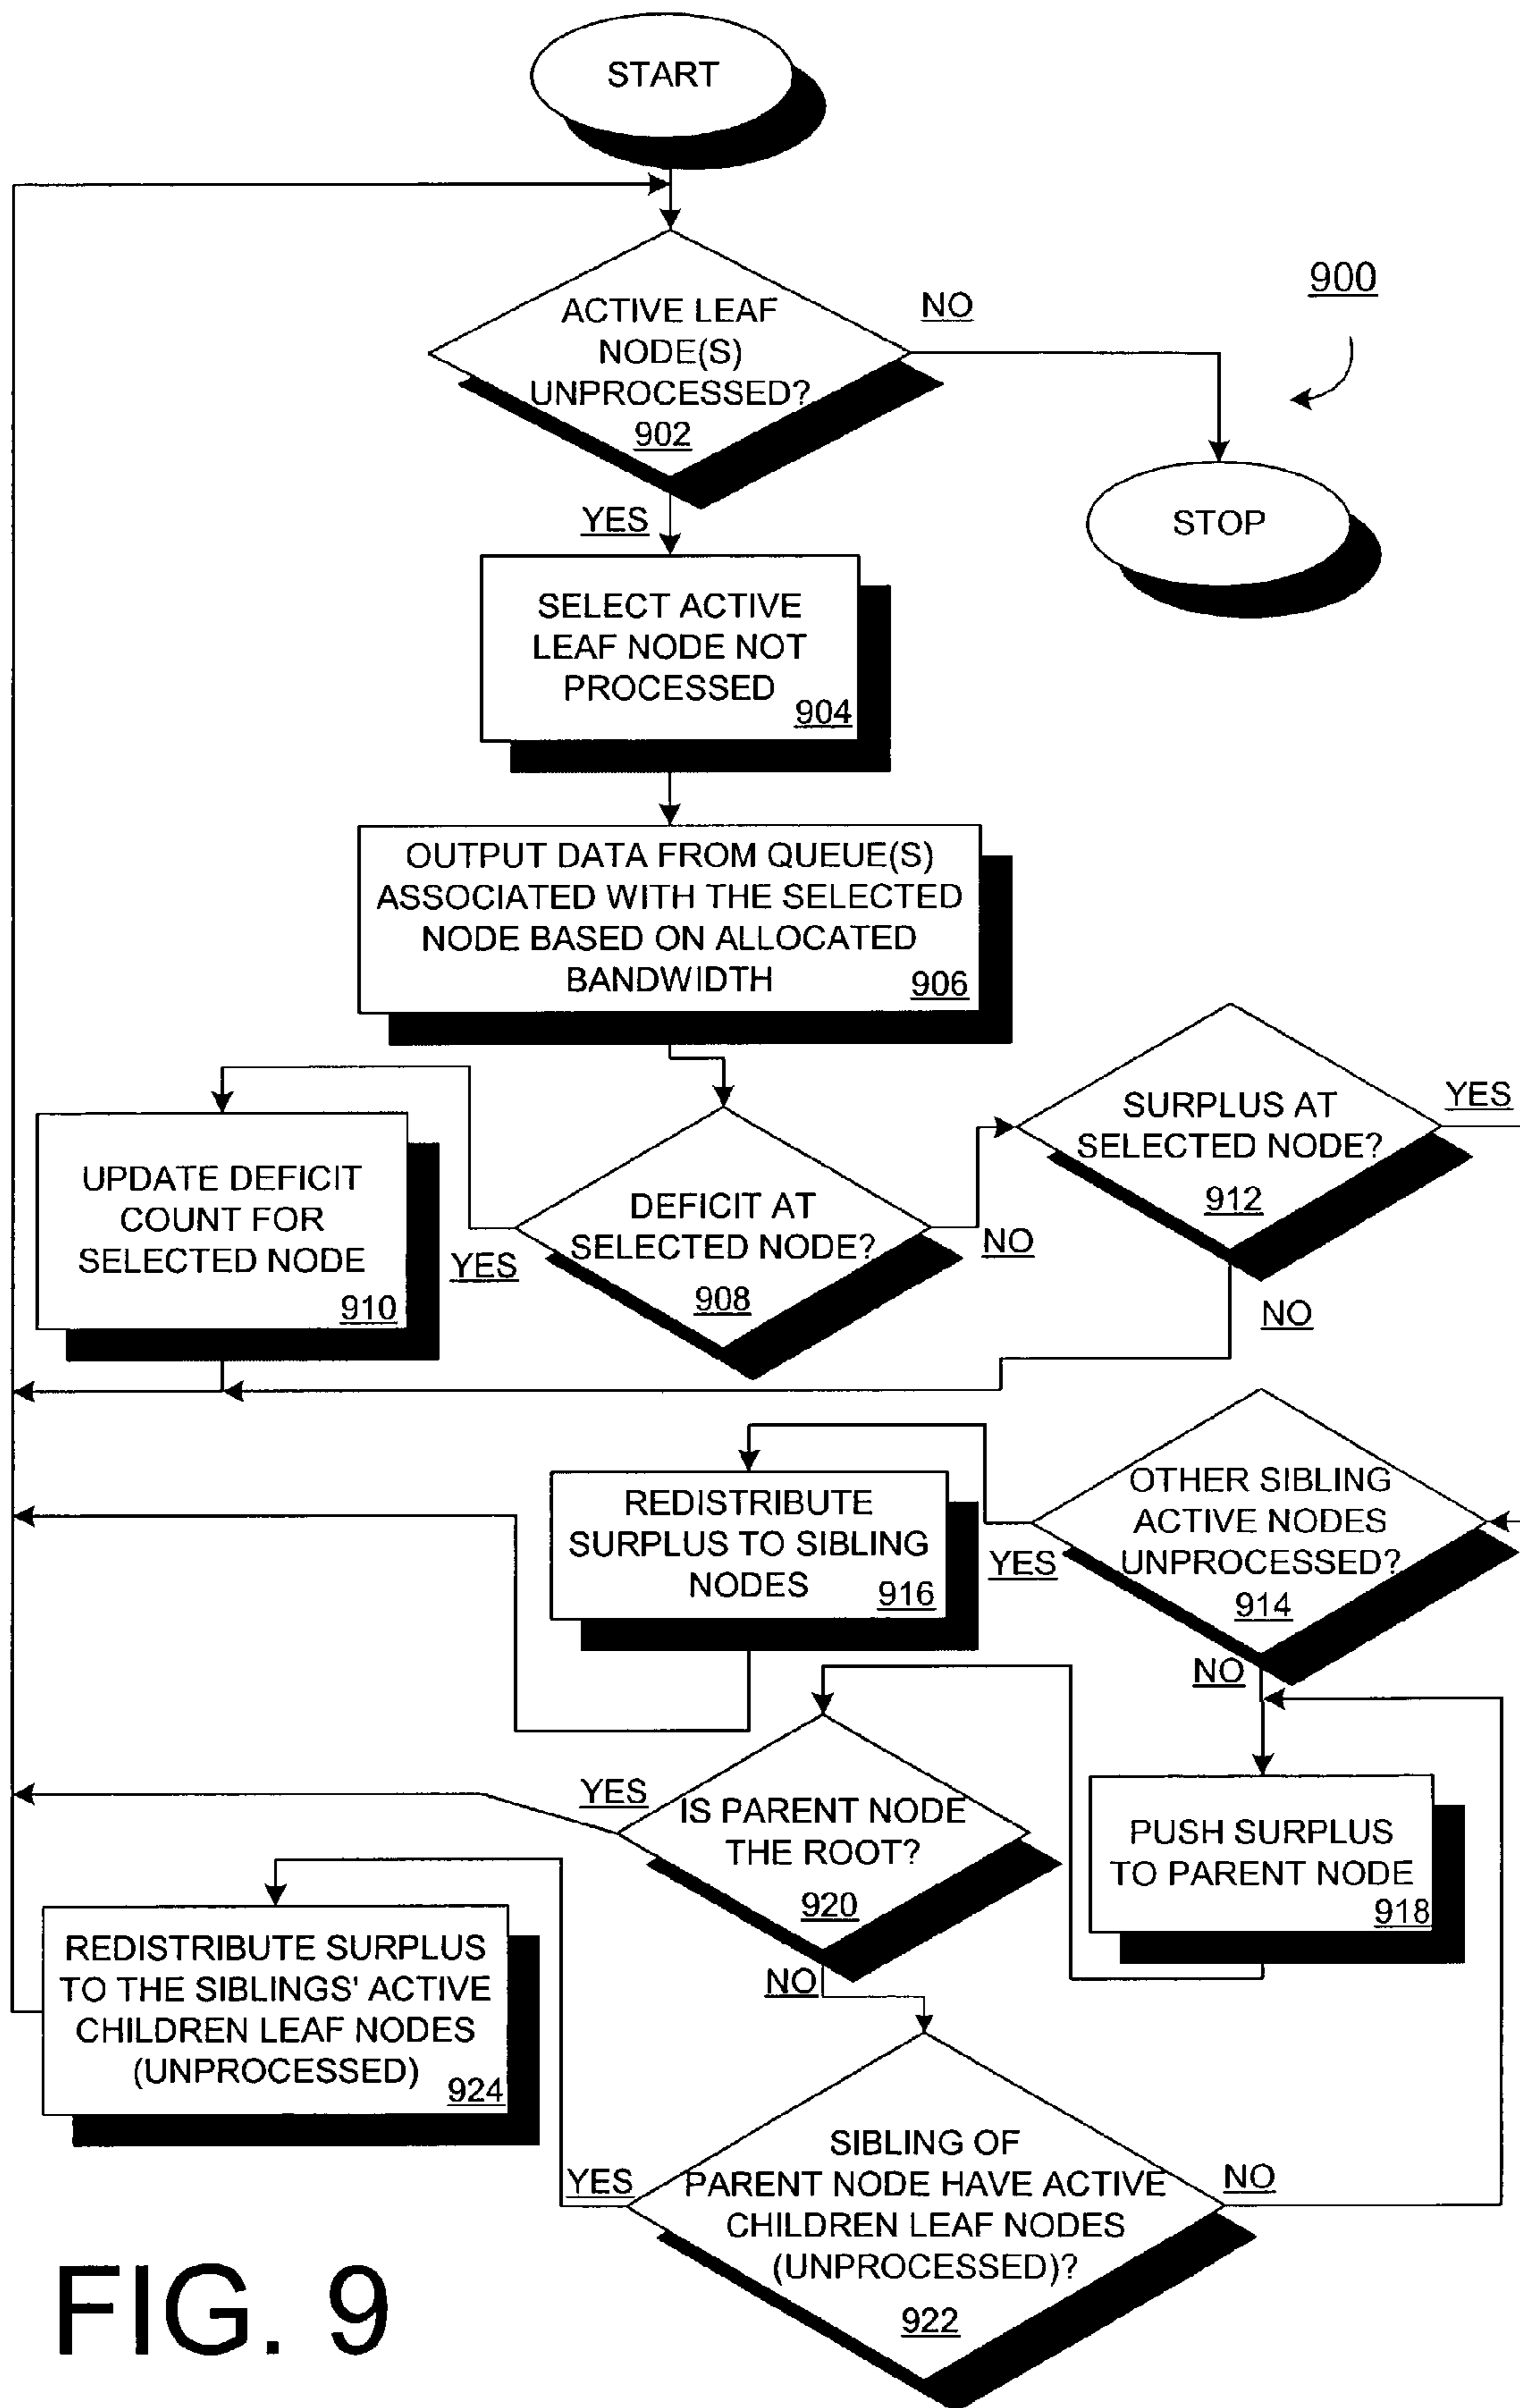 START
900
ACTIVE LEAF
NODE(S)
UNPROCESSED?
902
NO
YES
STOP
SELECT ACTIVE
LEAF NODE NOT
PROCESSED
904
OUTPUT DATA FROM QUEUE(S)
ASSOCIATED WITH THE SELECTED
NODE BASED ON ALLOCATED
BANDWIDTH
906
DEFICIT AT
SELECTED NODE?
908
YES
NO
UPDATE DEFICIT
COUNT FOR
SELECTED NODE
910
SURPLUS AT
SELECTED NODE?
912
YES
NO
OTHER SIBLING
ACTIVE NODES
UNPROCESSED?
914
YES
NO
REDISTRIBUTE
SURPLUS TO SIBLING
NODES
916
PUSH SURPLUS
TO PARENT NODE
918
IS PARENT NODE
THE ROOT?
920
YES
NO
SIBLING OF
PARENT NODE HAVE ACTIVE
CHILDREN LEAF NODES
(UNPROCESSED)?
922
YES
NO
REDISTRIBUTE SURPLUS
TO THE SIBLINGS' ACTIVE
CHILDREN LEAF NODES
(UNPROCESSED)
924
FIG. 9